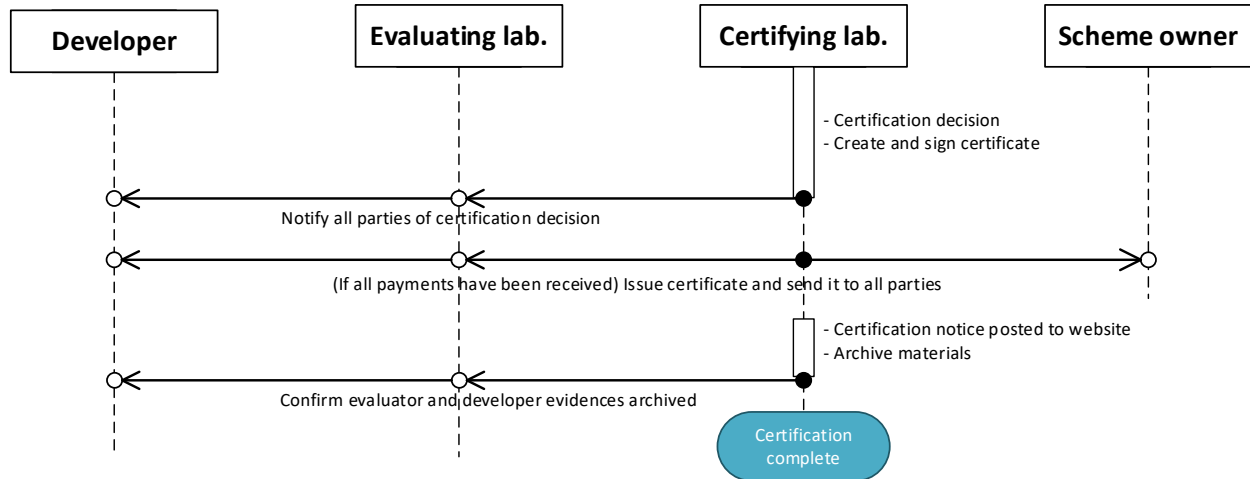 Developer
Evaluating lab.
Certifying lab.
Scheme owner
- Certification decision
- Create and sign certificate
Notify all parties of certification decision
(If all payments have been received) Issue certificate and send it to all parties
- Certification notice posted to website
- Archive materials
Confirm evaluator and developer evidences archived
Certification
complete